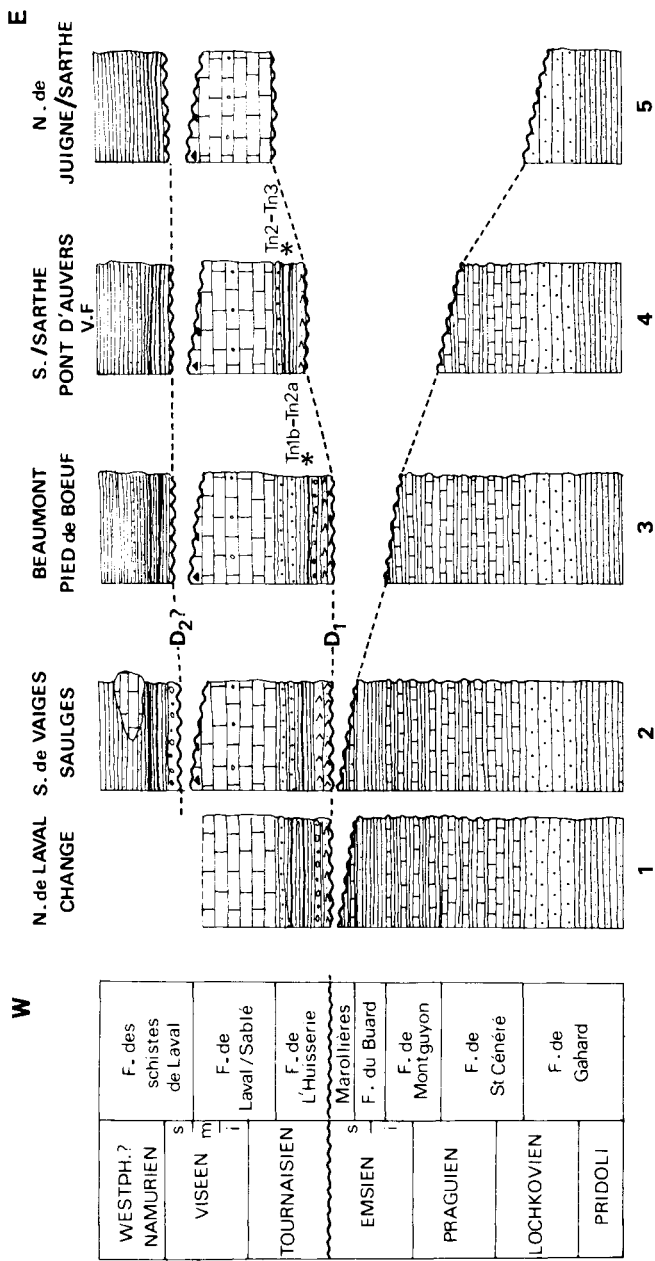 W
E
N. de LAVAL
CHANGE
S. de VAIGES
SAULGES
BEAUMONT
PIED de BOEUF
S./SARTHE
PONT D'AUVERS
V.F
N. de
JUIGNE/SARTHE
WESTPH.?
NAMURIEN
VISEEN
s
m
i
TOURNAISIEN
EMSIEN
s
i
PRAGUIEN
LOCHKOVIEN
PRIDOLI
F. des
schistes
de Laval
F. de
Laval/Sablé
F. de
L'Huisserie
Marollières
F. du Buard
F. de
Montguyon
F. de
St Cénéré
F. de
Gahard
D2?
D1
Tn1b-Tn2a
*
Tn2-Tn3
*
1
2
3
4
5